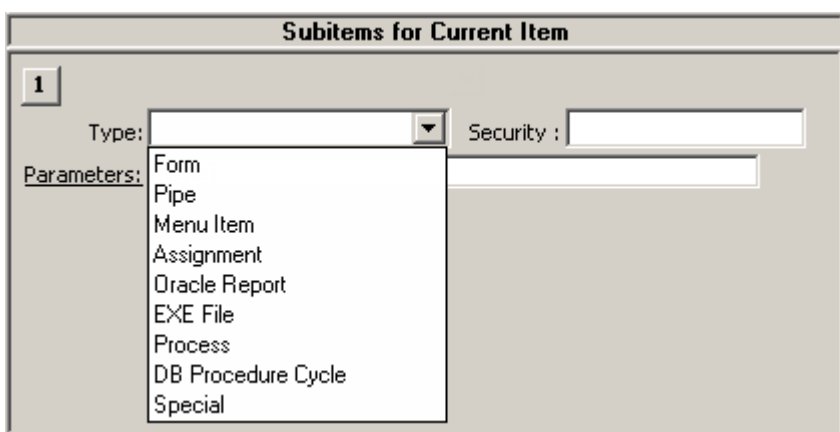 Subitems for Current Item
1
Type: Security :
Parameters:
Form
Pipe
Menu Item
Assignment
Oracle Report
EXE File
Process
DB Procedure Cycle
Special